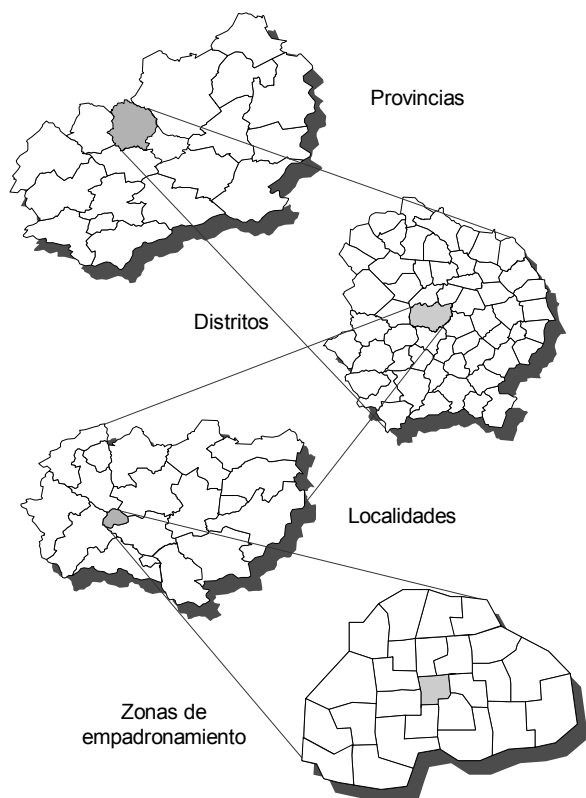 Provincias
Distritos
Localidades
Zonas de
empadronamiento